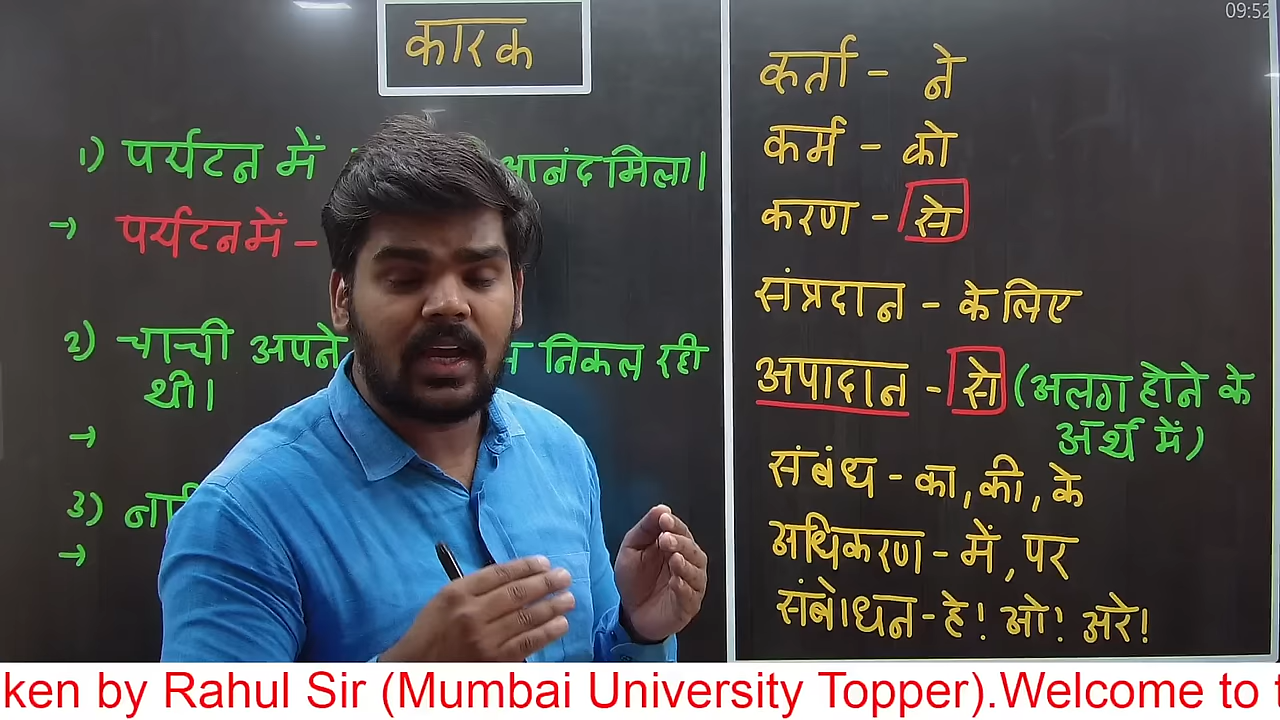 कारक
09:52
1) पर्यटन में आनंद मिला।
→ पर्यटन में –
2) चाची अपने निकल रही
थी।
→
3)
→
कर्ता – ने
कर्म – को
करण – से
संप्रदान – के लिए
अपादान – से (अलग होने के
अर्थ में)
संबंध – का, की, के
अधिकरण – में, पर
संबोधन – हे! ओ! अरे!
ken by Rahul Sir (Mumbai University Topper).Welcome to t